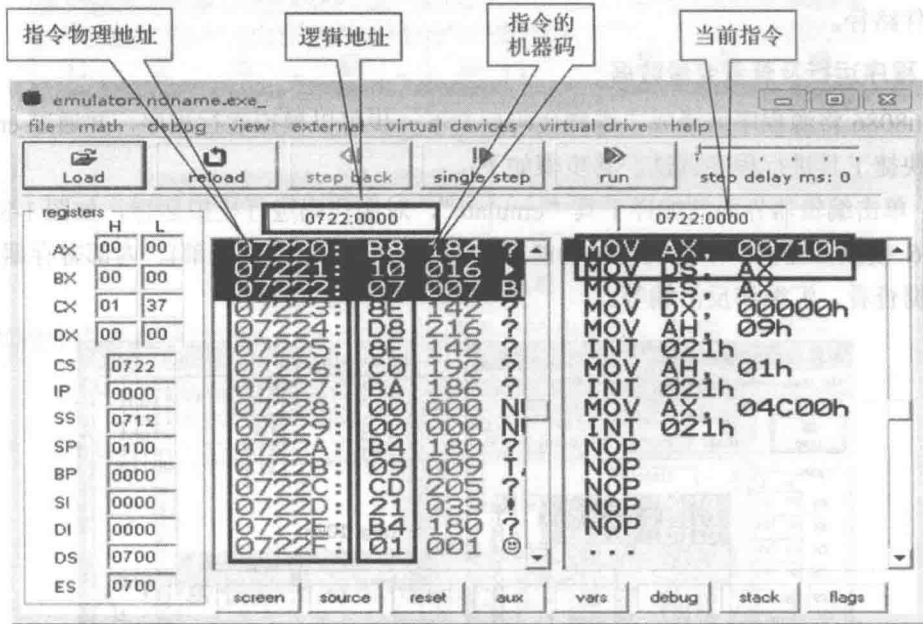 指令物理地址
逻辑地址
指令的
机器码
当前指令
emulator: noname.exe_
file math debug view external virtual devices virtual drive help
Load reload step back single step run step delay ms: 0
registers
H L
0722:0000
0722:0000
AX 00 00
BX 00 00
CX 01 37
DX 00 00
CS 0722
IP 0000
SS 0712
SP 0100
BP 0000
SI 0000
DI 0000
DS 0700
ES 0700
07220: B8 184 ?
07221: 10 016
07222: 07 007 B
07223: 8E 142 ?
07224: D8 216 ?
07225: 8E 142 ?
07226: C0 192 ?
07227: BA 186 ?
07228: 00 000 N
07229: 00 000 N
0722A: B4 180 ?
0722B: 09 009 T
0722C: CD 205 ?
0722D: 21 033 !
0722E: B4 180 ?
0722F: 01 001
MOV AX, 00710h
MOV DS, AX
MOV ES, AX
MOV DX, 00000h
MOV AH, 09h
INT 021h
MOV AH, 01h
INT 021h
MOV AX, 04C00h
INT 021h
NOP
NOP
NOP
NOP
NOP
...
screen source reset aux vars debug stack flags